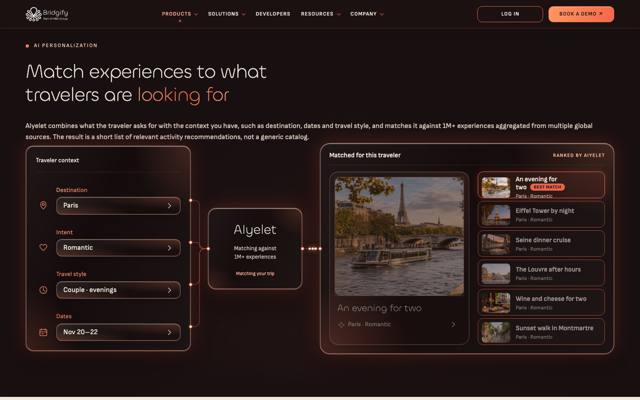 Bridgify
PRODUCTS
SOLUTIONS
DEVELOPERS
RESOURCES
COMPANY
LOG IN
BOOK A DEMO ↗
AI PERSONALIZATION
Match experiences to what
travelers are looking for
AIyelet combines what the traveler asks for with the context you have, such as destination, dates and travel style, and matches it against 1M+ experiences aggregated from multiple global
sources. The result is a short list of relevant activity recommendations, not a generic catalog.
Traveler context
Destination
Paris
Intent
Romantic
Travel style
Couple · evenings
Dates
Nov 20—22
AIyelet
Matching against
1M+ experiences
Matching your trip
Matched for this traveler
RANKED BY AIYELET
An evening for two
Paris · Romantic
An evening for
two BEST MATCH
Paris · Romantic
Eiffel Tower by night
Paris · Romantic
Seine dinner cruise
Paris · Romantic
The Louvre after hours
Paris · Romantic
Wine and cheese for two
Paris · Romantic
Sunset walk in Montmartre
Paris · Romantic